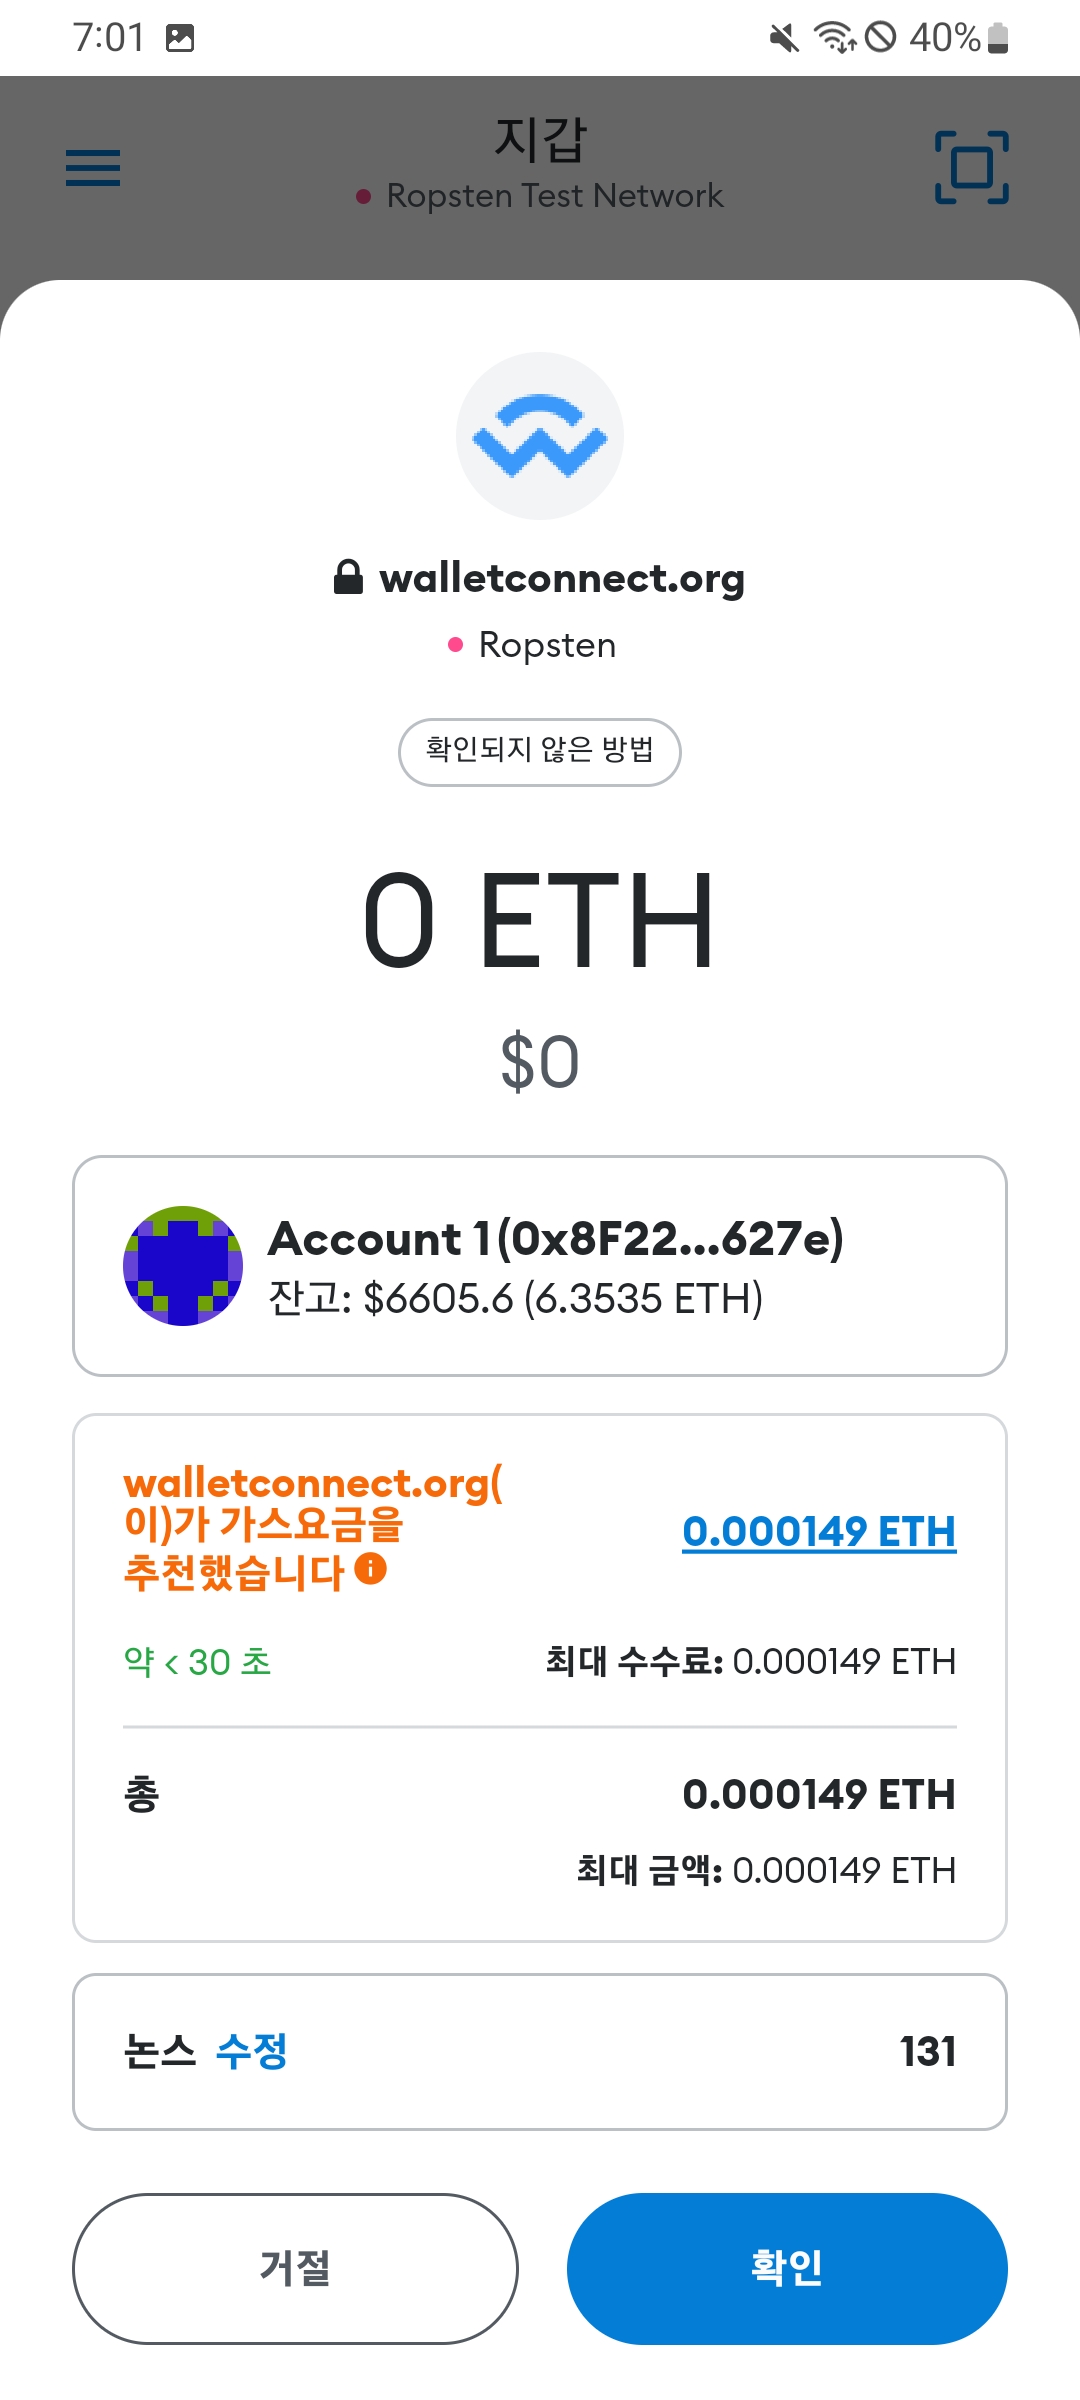 7:01
40%
지갑
Ropsten Test Network
walletconnect.org
Ropsten
확인되지 않은 방법
0 ETH
$0
Account 1 (0x8F22...627e)
잔고: $6605.6 (6.3535 ETH)
walletconnect.org(
이)가 가스요금을
추천했습니다
0.000149 ETH
약 < 30 초
최대 수수료: 0.000149 ETH
총
0.000149 ETH
최대 금액: 0.000149 ETH
논스 수정
131
거절
확인